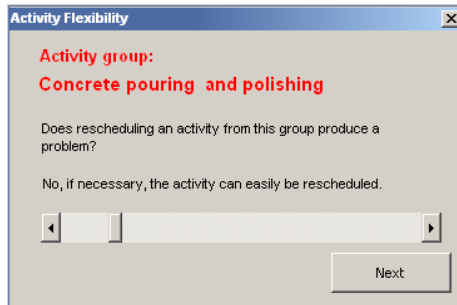 Activity Flexibility
Activity group:
Concrete pouring and polishing
Does rescheduling an activity from this group produce a
problem?
No, if necessary, the activity can easily be rescheduled.
Next